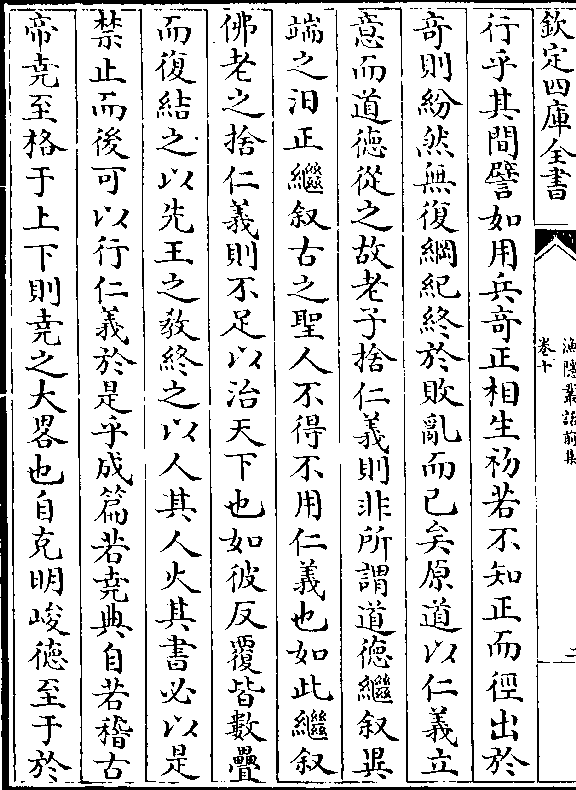 欽定四庫全書
漁隱叢話前集
卷十
二
行乎其間譬如用兵奇正相生初若不知正而徑出於
奇則紛然無復綱紀終於敗亂而已矣原道以仁義立
意而道德從之故老子捨仁義則非所謂道德繼叙異
端之汨正繼叙古之聖人不得不用仁義也如此繼叙
佛老之捨仁義則不足以治天下也如彼反覆皆數疊
而復結之以先王之教終之以人其人火其書必以是
禁止而後可以行仁義於是乎成篇若堯典自若稽古
帝堯至格于上下則堯之大畧也自克明峻德至于於